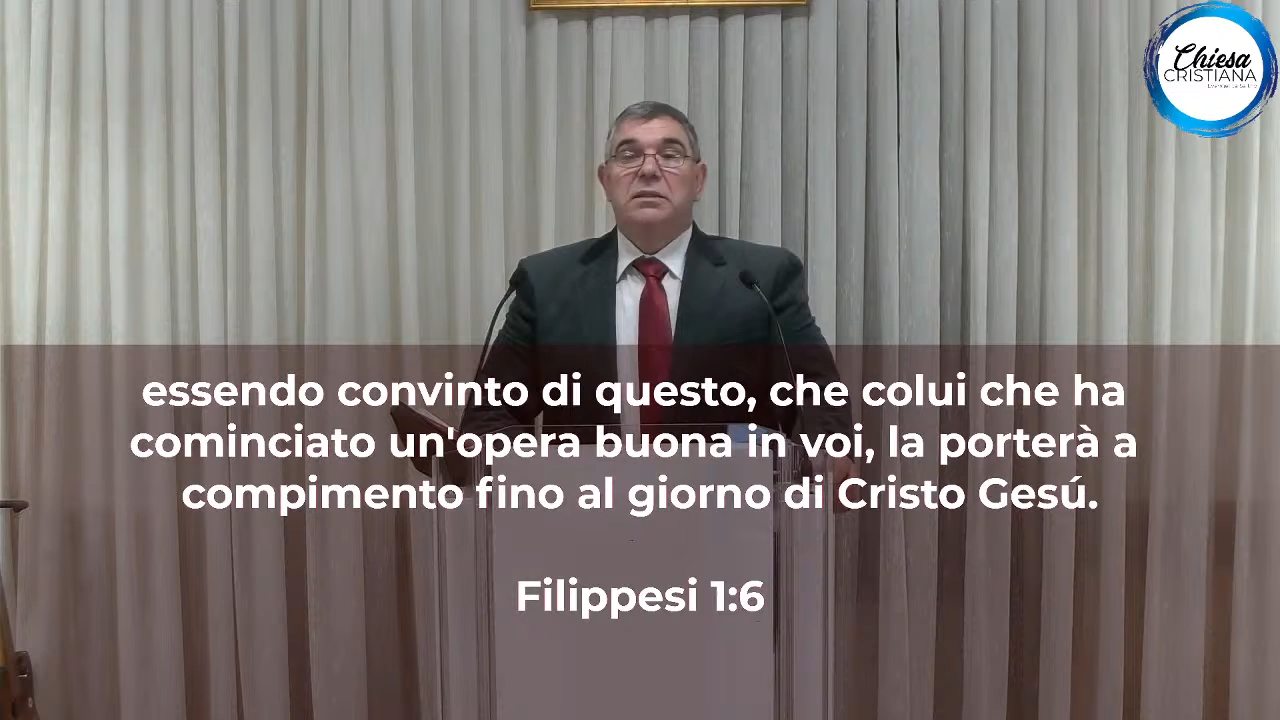 Chiesa
CRISTIANA
essendo convinto di questo, che colui che ha
cominciato un'opera buona in voi, la porterà a
compimento fino al giorno di Cristo Gesú.
Filippesi 1:6